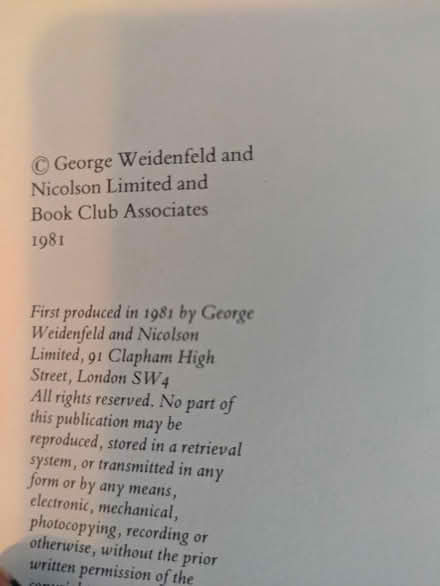 © George Weidenfeld and
Nicolson Limited and
Book Club Associates
1981
First produced in 1981 by George
Weidenfeld and Nicolson
Limited, 91 Clapham High
Street, London SW4
All rights reserved. No part of
this publication may be
reproduced, stored in a retrieval
system, or transmitted in any
form or by any means,
electronic, mechanical,
photocopying, recording or
otherwise, without the prior
written permission of the